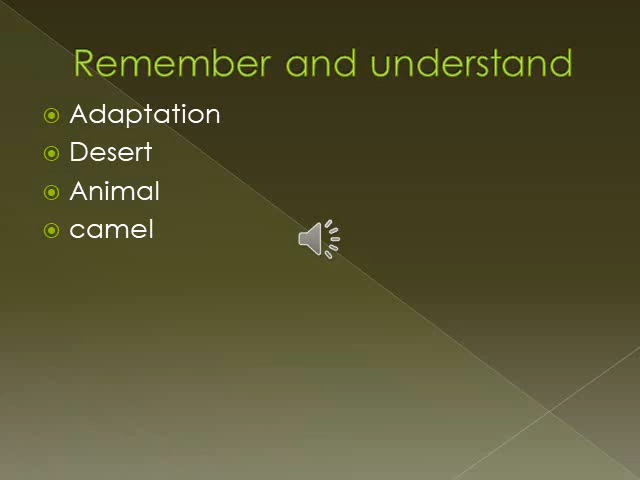 Remember and understand
Adaptation
Desert
Animal
camel